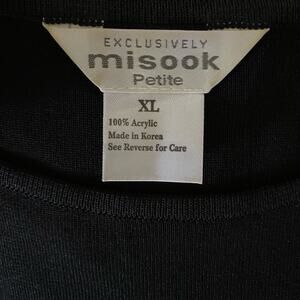 EXCLUSIVELY
misook
Petite
XL
100% Acrylic
Made in Korea
See Reverse for Care